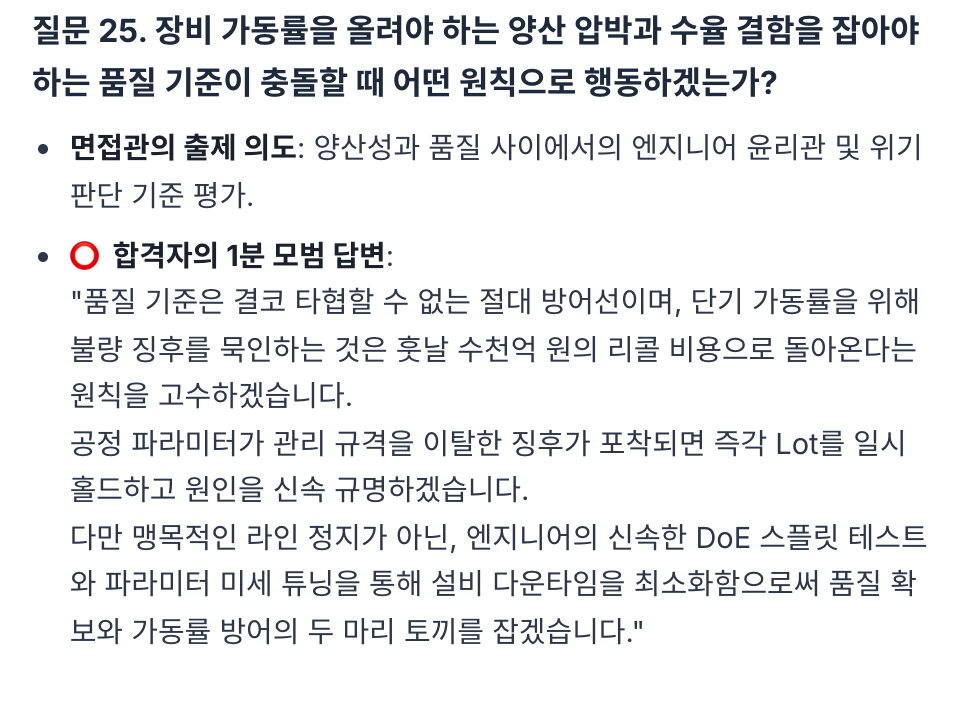 질문 25. 장비 가동률을 올려야 하는 양산 압박과 수율 결함을 잡아야
하는 품질 기준이 충돌할 때 어떤 원칙으로 행동하겠는가?
• 면접관의 출제 의도: 양산성과 품질 사이에서의 엔지니어 윤리관 및 위기
판단 기준 평가.
• ⭕ 합격자의 1분 모범 답변:
"품질 기준은 결코 타협할 수 없는 절대 방어선이며, 단기 가동률을 위해
불량 징후를 묵인하는 것은 훗날 수천억 원의 리콜 비용으로 돌아온다는
원칙을 고수하겠습니다.
공정 파라미터가 관리 규격을 이탈한 징후가 포착되면 즉각 Lot를 일시
홀드하고 원인을 신속 규명하겠습니다.
다만 맹목적인 라인 정지가 아닌, 엔지니어의 신속한 DoE 스플릿 테스트
와 파라미터 미세 튜닝을 통해 설비 다운타임을 최소화함으로써 품질 확
보와 가동률 방어의 두 마리 토끼를 잡겠습니다."